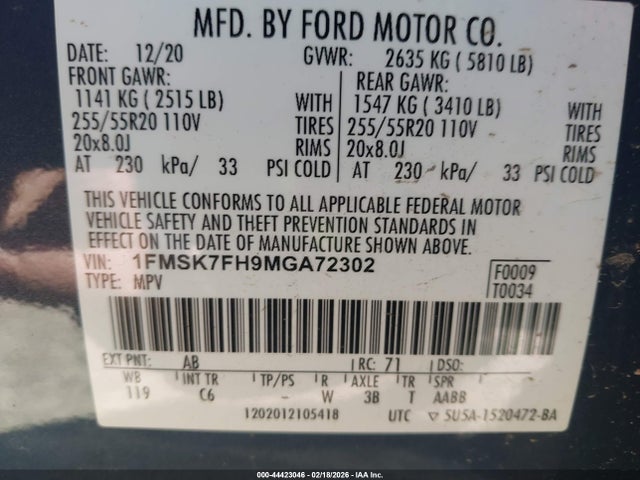 MFD. BY FORD MOTOR CO.
DATE: 12/20 GVWR: 2635 KG ( 5810 LB)
FRONT GAWR: REAR GAWR:
1141 KG ( 2515 LB) WITH 1547 KG ( 3410 LB) WITH
255/55R20 110V TIRES 255/55R20 110V TIRES
20x8.0J RIMS 20x8.0J RIMS
AT 230 kPa/ 33 PSI COLD AT 230 kPa/ 33 PSI COLD
THIS VEHICLE CONFORMS TO ALL APPLICABLE FEDERAL MOTOR
VEHICLE SAFETY AND THEFT PREVENTION STANDARDS IN
EFFECT ON THE DATE OF MANUFACTURE SHOWN ABOVE.
VIN: 1FMSK7FH9MGA72302 F0009
TYPE: MPV T0034
EXT PNT: AB RC: 71 DSO:
WB INT TR TP/PS R AXLE TR SPR
119 C6 - W 3B T AABB
1202012105418 UTC SU5A-1520472-BA
000-44423046 - 02/18/2026 - IAA Inc.